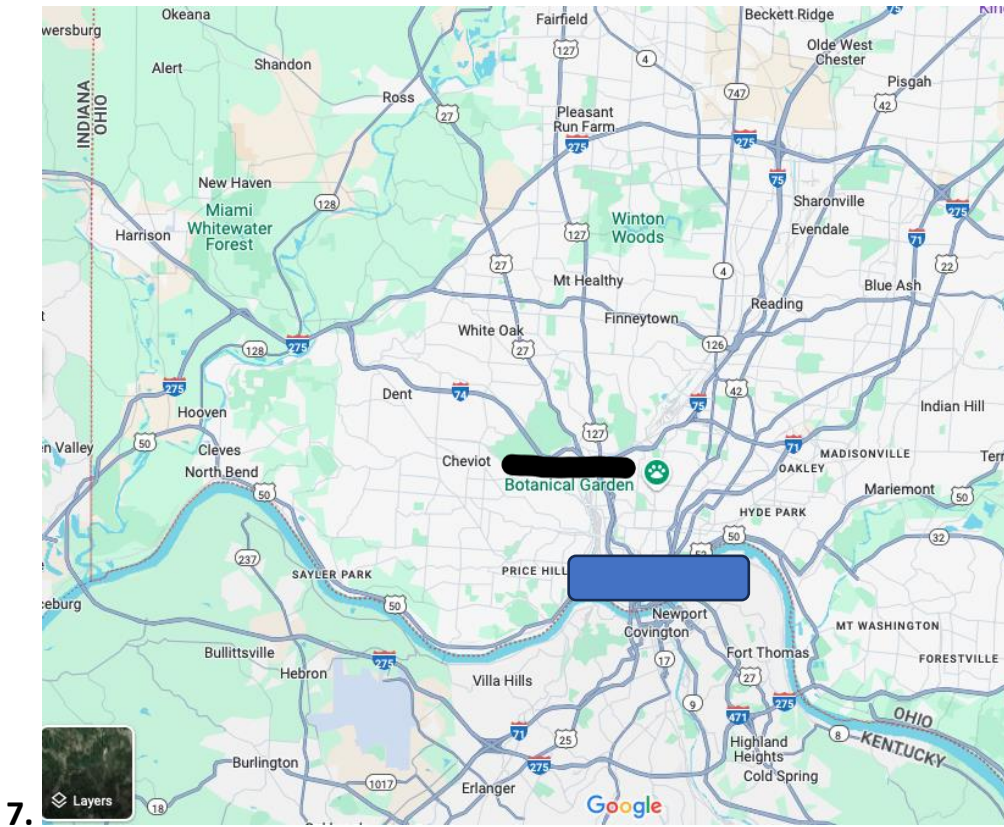 Okeana
Fairfield
Beckett Ridge
75
wersburg
127
4
Olde West
Chester
Alert
Shandon
Ross
27
747
Pisgah
42
INDIANA
OHIO
Pleasant
Run Farm
275
275
75
New Haven
128
Sharonville
275
Miami
Whitewater
Forest
Winton
Woods
Evendale
71
Harrison
127
27
4
22
Mt Healthy
Blue Ash
Reading
Finneytown
White Oak
27
126
128
275
275
Dent
74
42
75
Indian Hill
Hooven
127
50
n Valley
Cleves
Cheviot
71
MADISONVILLE
OAKLEY
North Bend
Botanical Garden
Mariemont
50
50
HYDE PARK
50
32
237
SAYLER PARK
PRICE HILL
ceburg
50
Newport
Covington
MT WASHINGTON
Bullittsville
275
17
Fort Thomas
FORESTVILLE
Hebron
Villa Hills
27
9
275
471
OHIO
KENTUCKY
8
71
25
Highland
Heights
Burlington
275
Cold Spring
1017
Erlanger
Layers
18
Google
7.